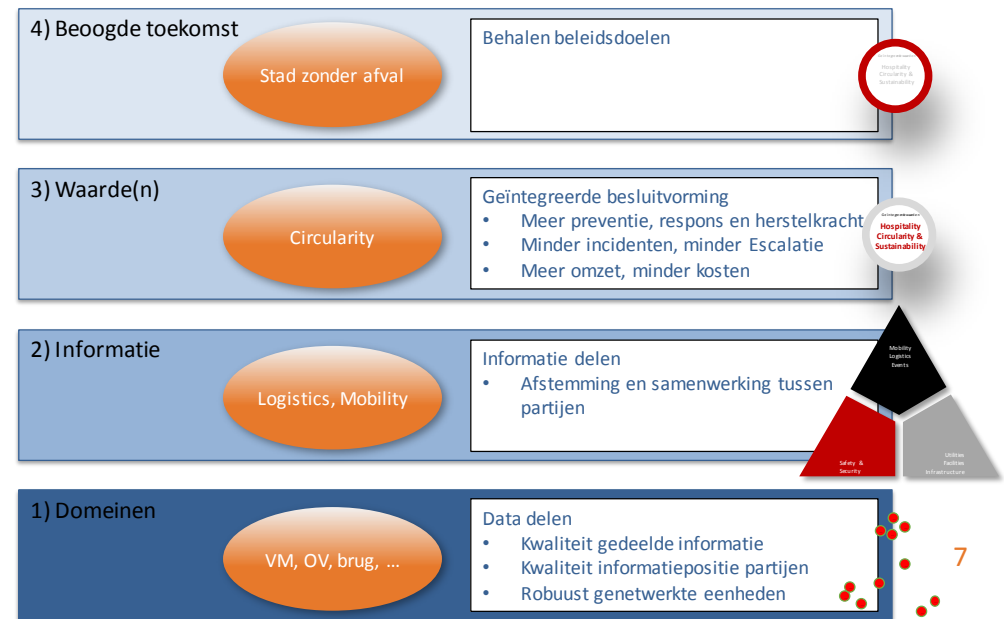 4) Beoogde toekomst
Stad zonder afval
Behalen beleidsdoelen
Hospitality
Circularity &
Sustainability
3) Waarde(n)
Circularity
Geïntegreerde besluitvorming
• Meer preventie, respons en herstelkracht
• Minder incidenten, minder Escalatie
• Meer omzet, minder kosten
Hospitality
Circularity &
Sustainability
2) Informatie
Logistics, Mobility
Informatie delen
• Afstemming en samenwerking tussen
partijen
Mobility
Logistics
Events
Safety &
Security
Utilities
Facilities
Infrastructure
1) Domeinen
VM, OV, brug, ...
Data delen
• Kwaliteit gedeelde informatie
• Kwaliteit informatiepositie partijen
• Robuust genetwerkte eenheden
7